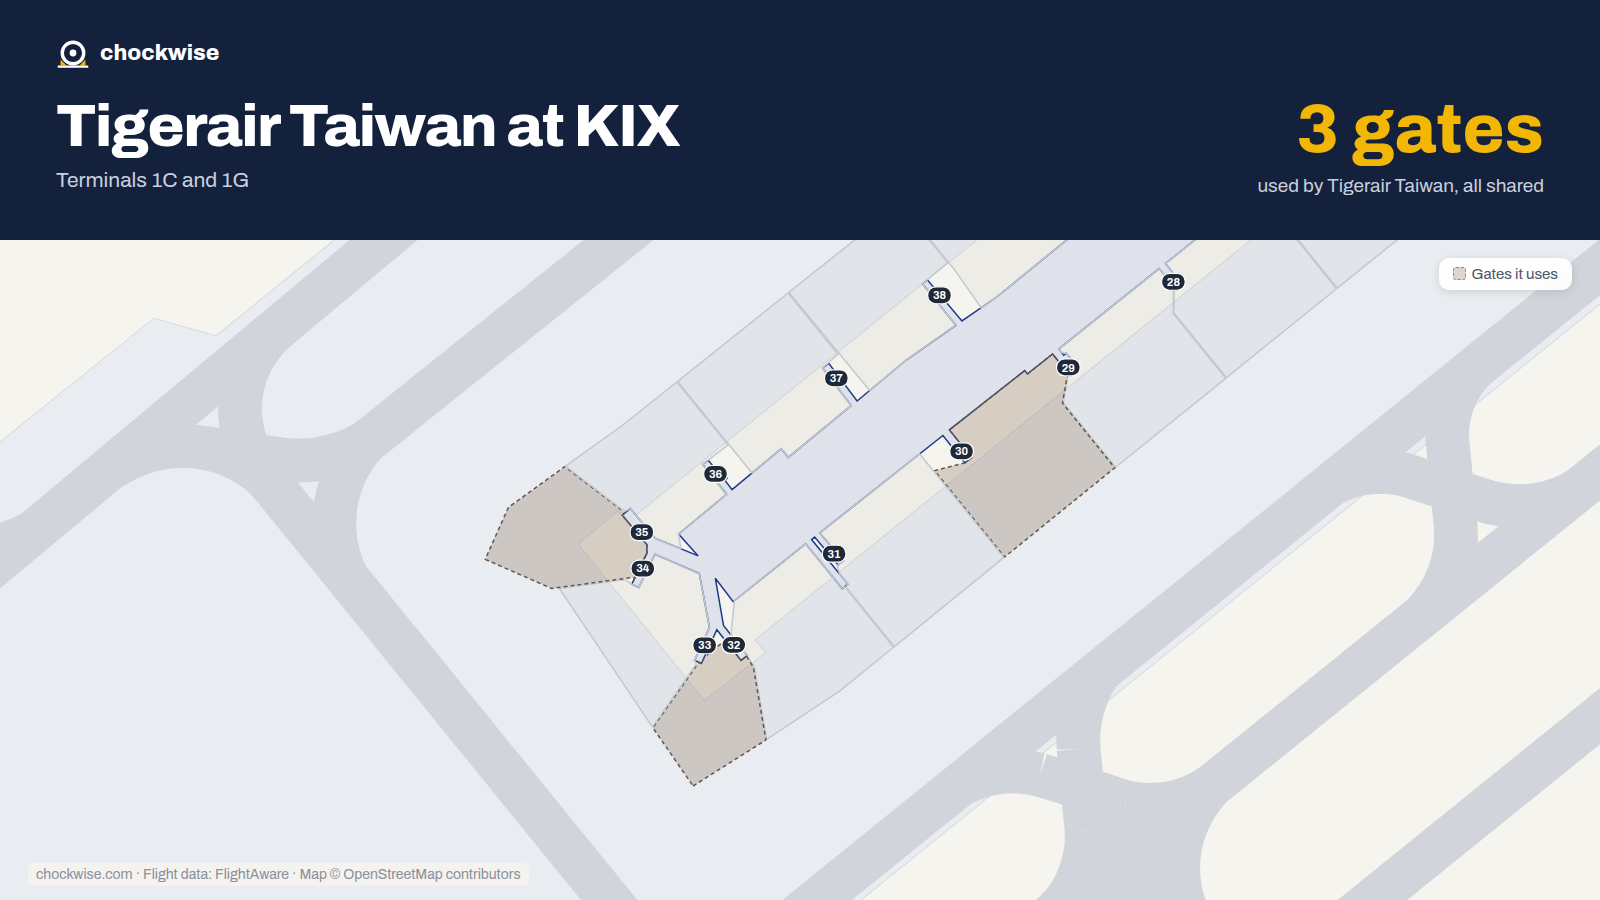 chockwise
Tigerair Taiwan at KIX
Terminals 1C and 1G
3 gates
used by Tigerair Taiwan, all shared
Gates it uses
28
38
29
37
30
36
35
31
34
33
32
chockwise.com · Flight data: FlightAware · Map © OpenStreetMap contributors